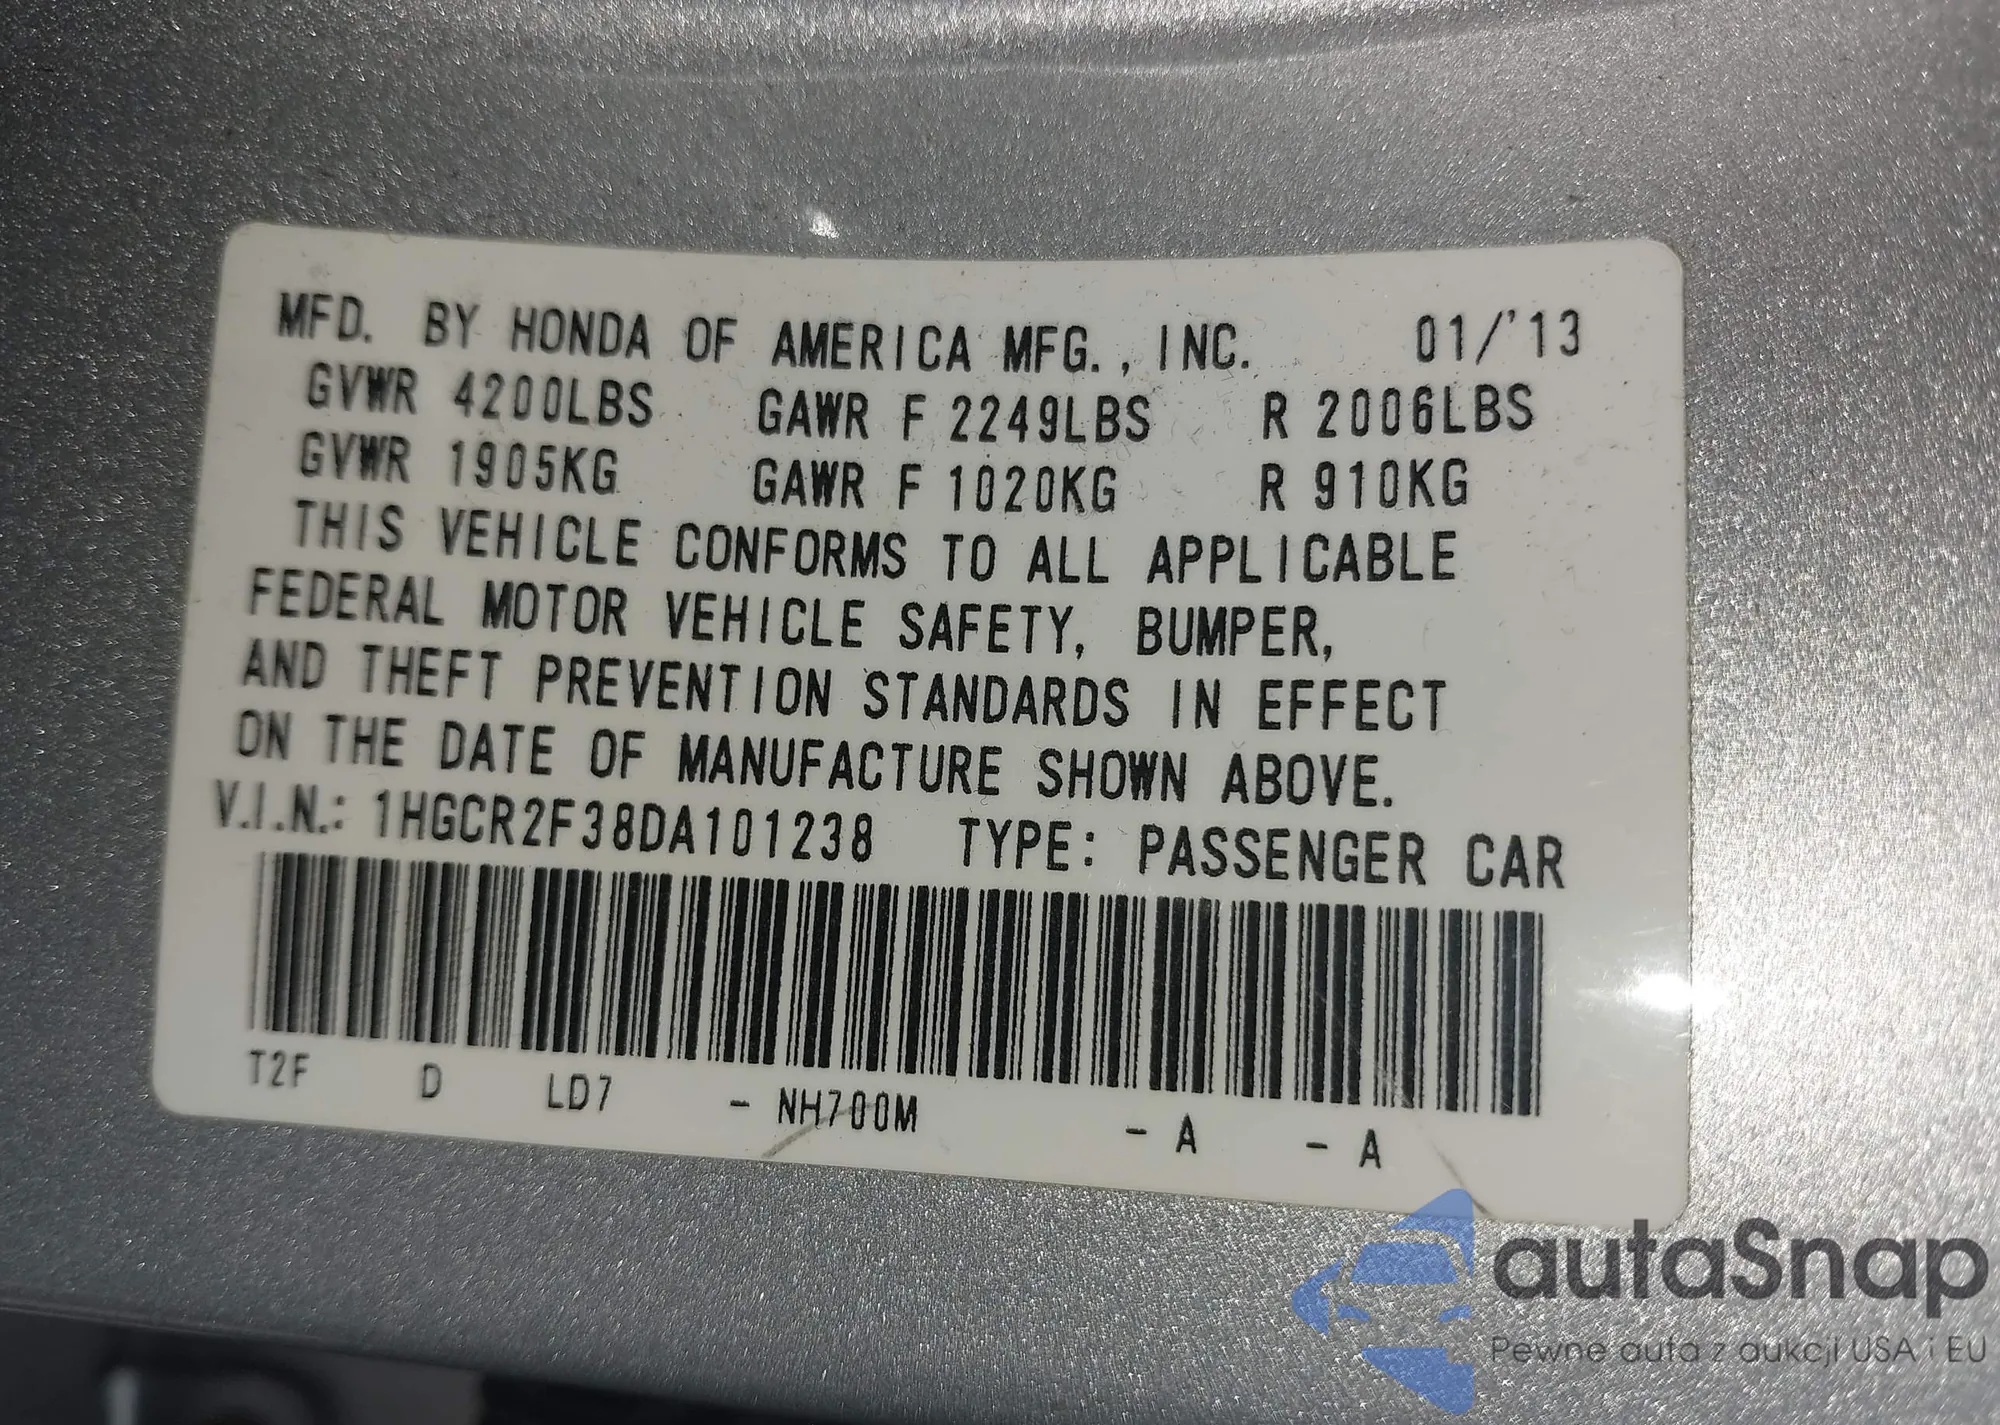 MFD. BY HONDA OF AMERICA MFG., INC. 01/'13
GVWR 4200LBS GAWR F 2249LBS R 2006LBS
GVWR 1905KG GAWR F 1020KG R 910KG
THIS VEHICLE CONFORMS TO ALL APPLICABLE
FEDERAL MOTOR VEHICLE SAFETY, BUMPER,
AND THEFT PREVENTION STANDARDS IN EFFECT
ON THE DATE OF MANUFACTURE SHOWN ABOVE.
V.I.N.: 1HGCR2F38DA101238 TYPE: PASSENGER CAR
T2F D LD7 - NH700M - A - A
autaSnap
Pewne auta z aukcji USA i EU